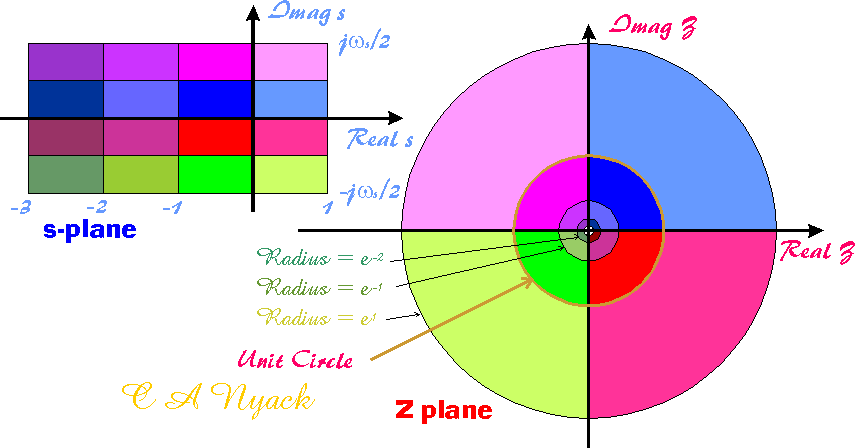 Imag s
jωs/2
Real s
-jωs/2
-3 -2 -1 1
s-plane
Imag Z
Real Z
Radius = e-2
Radius = e-1
Radius = e1
Unit Circle
C A Nyack
Z plane